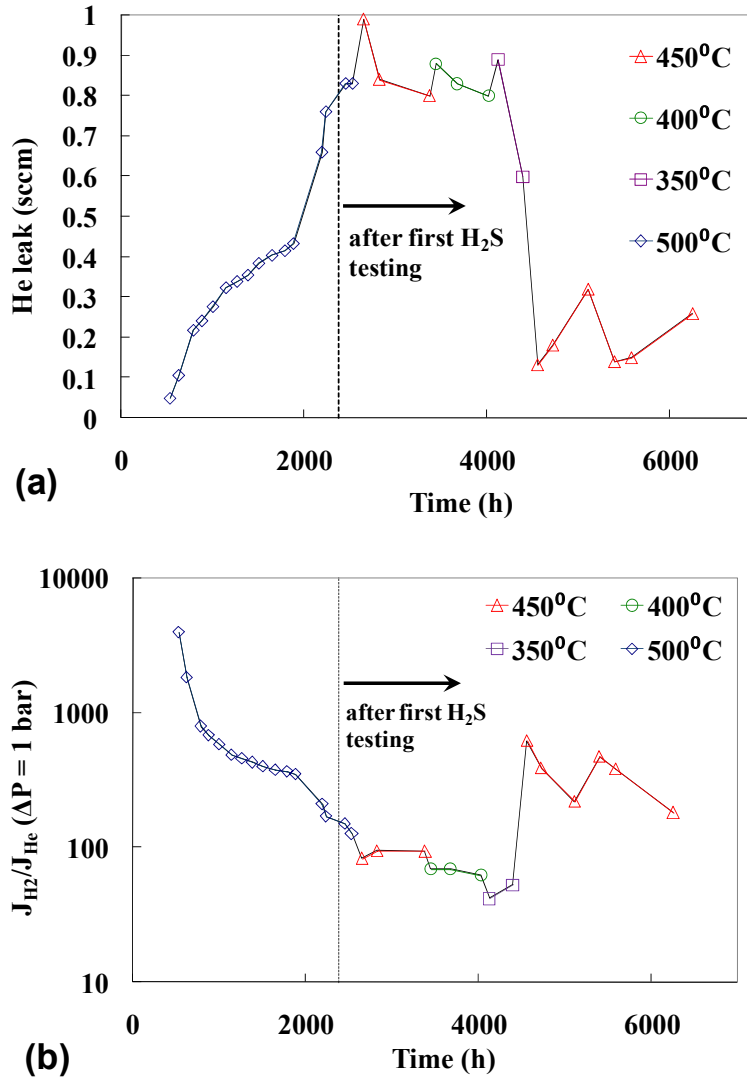 He leak (sccm)
1
0.9
0.8
0.7
0.6
0.5
0.4
0.3
0.2
0.1
0
450⁰C
400⁰C
350⁰C
500⁰C
after first H₂S
testing
0
2000
4000
6000
Time (h)
(a)
J_H2/J_He (ΔP = 1 bar)
10000
1000
100
10
450⁰C
400⁰C
350⁰C
500⁰C
after first H₂S
testing
0
2000
4000
6000
Time (h)
(b)